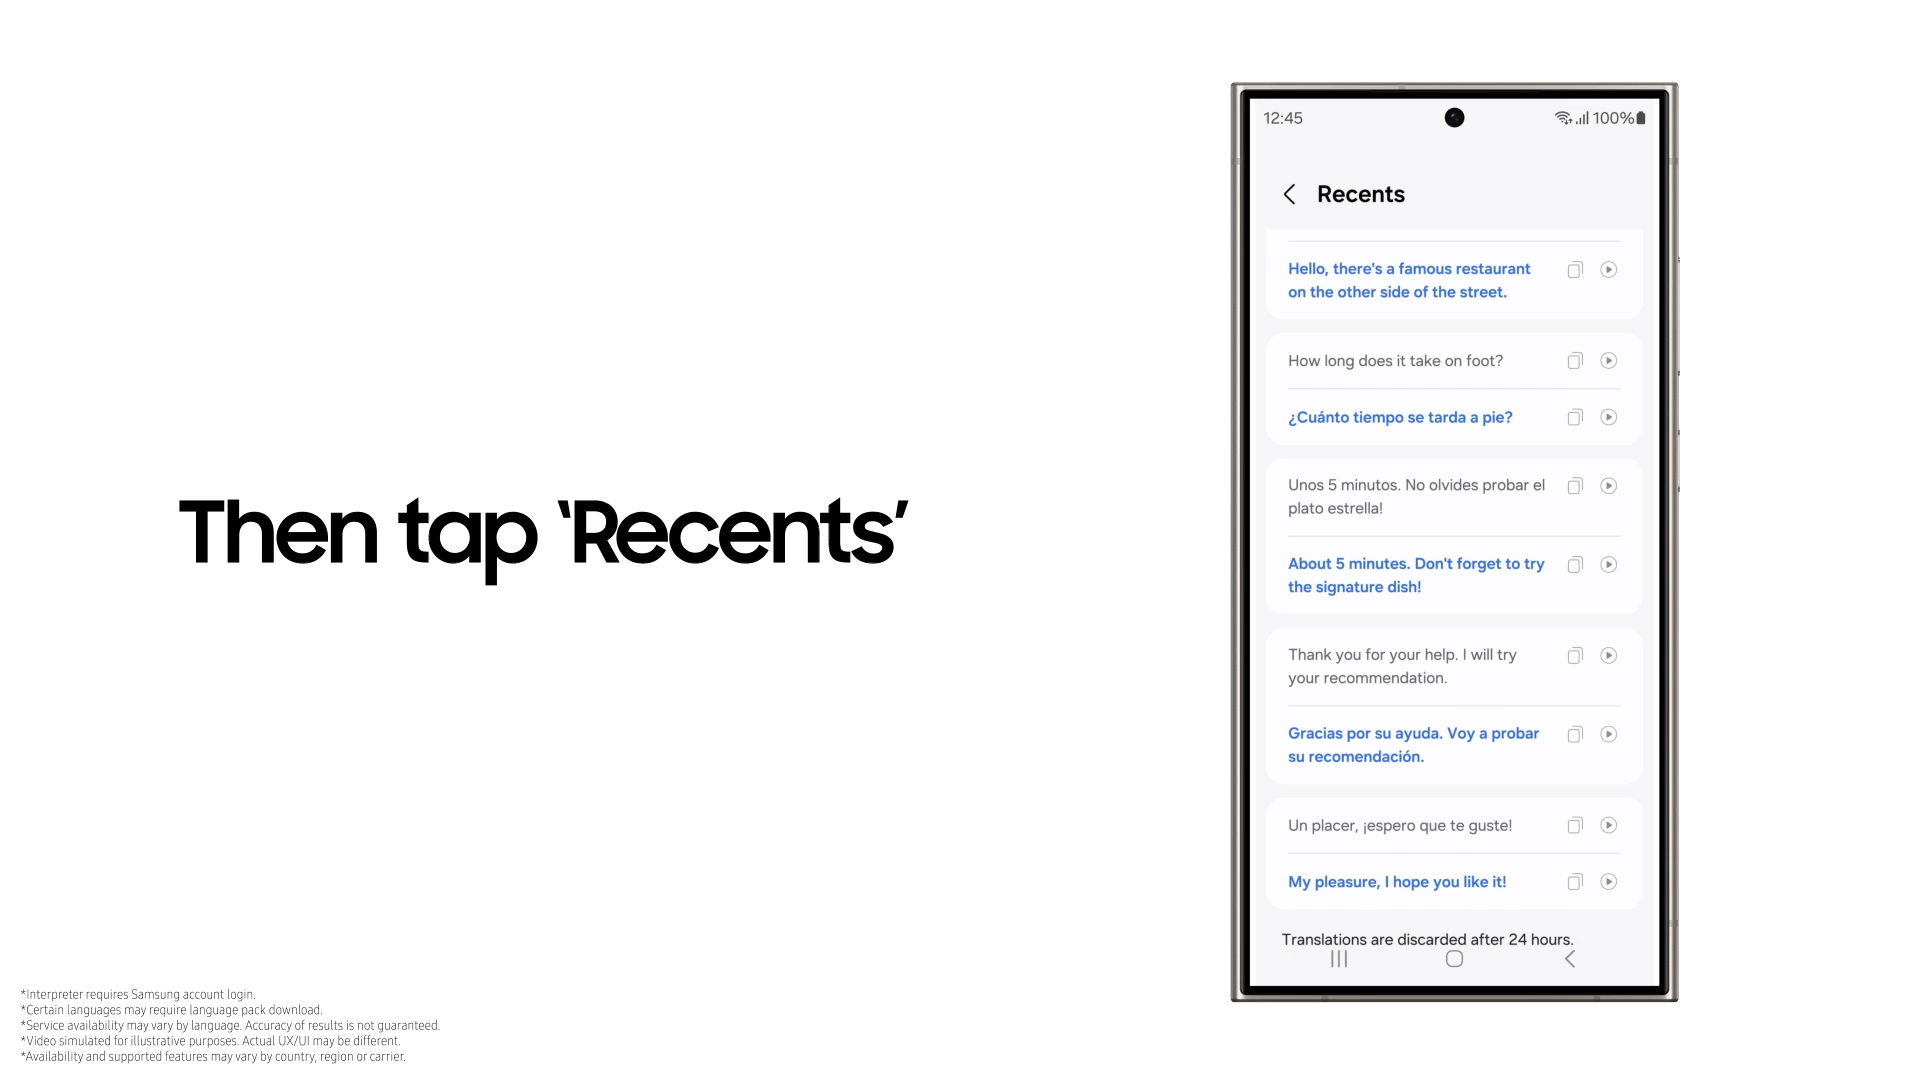 Then tap ‘Recents’
12:45
100%
Recents
Hello, there's a famous restaurant
on the other side of the street.
How long does it take on foot?
¿Cuánto tiempo se tarda a pie?
Unos 5 minutos. No olvides probar el
plato estrella!
About 5 minutes. Don't forget to try
the signature dish!
Thank you for your help. I will try
your recommendation.
Gracias por su ayuda. Voy a probar
su recomendación.
Un placer, ¡espero que te guste!
My pleasure, I hope you like it!
Translations are discarded after 24 hours.
*Interpreter requires Samsung account login.
*Certain languages may require language pack download.
*Service availability may vary by language. Accuracy of results is not guaranteed.
*Video simulated for illustrative purposes. Actual UX/UI may be different.
*Availability and supported features may vary by country, region or carrier.